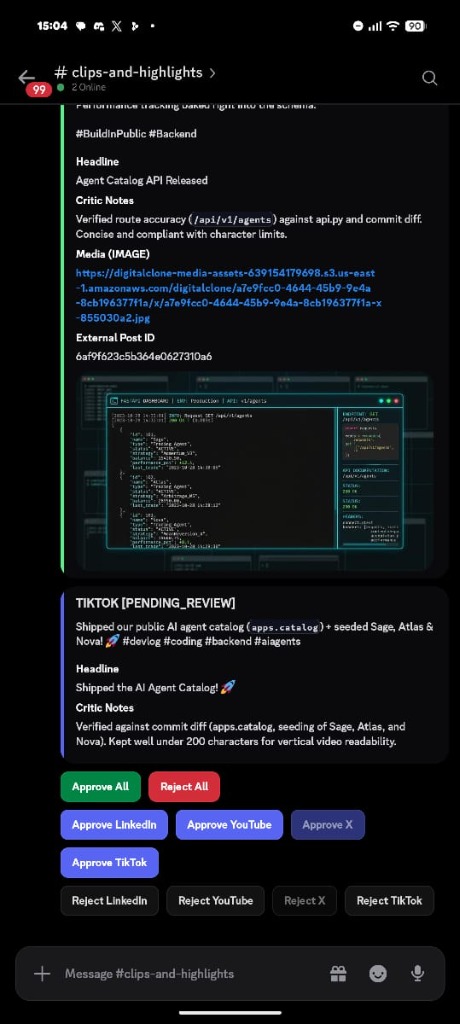 15:04
90
# clips-and-highlights >
99
2 Online
Performance tracking baked right into the schema.
#BuildInPublic #Backend
Headline
Agent Catalog API Released
Critic Notes
Verified route accuracy (/api/v1/agents) against api.py and commit diff.
Concise and compliant with character limits.
Media (IMAGE)
https://digitalclone-media-assets-639154179698.s3.us-east
-1.amazonaws.com/digitalclone/a7e9fcc0-4644-45b9-9e4a
-8cb196377f1a/x/a7e9fcc0-4644-45b9-9e4a-8cb196377f1a-x
-855030a2.jpg
External Post ID
6af9f623c5b364e0627310a6
FASTAPI DASHBOARD | ENV: Production | API: v1/agents
TIKTOK [PENDING_REVIEW]
Shipped our public AI agent catalog (apps.catalog) + seeded Sage, Atlas &
Nova! 🚀 #devlog #coding #backend #aiagents
Headline
Shipped the AI Agent Catalog! 🚀
Critic Notes
Verified against commit diff (apps.catalog, seeding of Sage, Atlas, and
Nova). Kept well under 200 characters for vertical video readability.
Approve All Reject All
Approve LinkedIn Approve YouTube Approve X
Approve TikTok
Reject LinkedIn Reject YouTube Reject X Reject TikTok
Message #clips-and-highlights